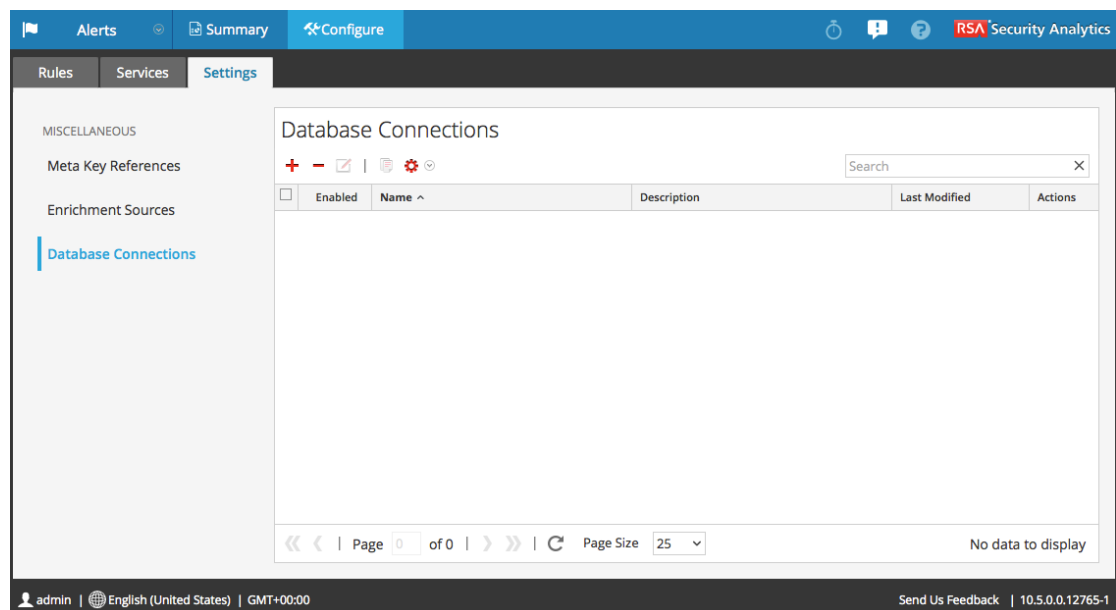 Alerts Summary Configure RSA Security Analytics
Rules Services Settings
MISCELLANEOUS
Meta Key References
Enrichment Sources
Database Connections
Database Connections
Search
Enabled Name Description Last Modified Actions
Page 0 of 0 Page Size 25 No data to display
admin | English (United States) | GMT+00:00 Send Us Feedback | 10.5.0.0.12765-1